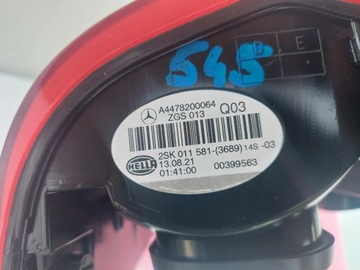 545
E
A4478200064
ZGS 013
Q03
2SK 011 581-(3689) 14S -03
HELLA
13.08.21
01:41:00
00399563